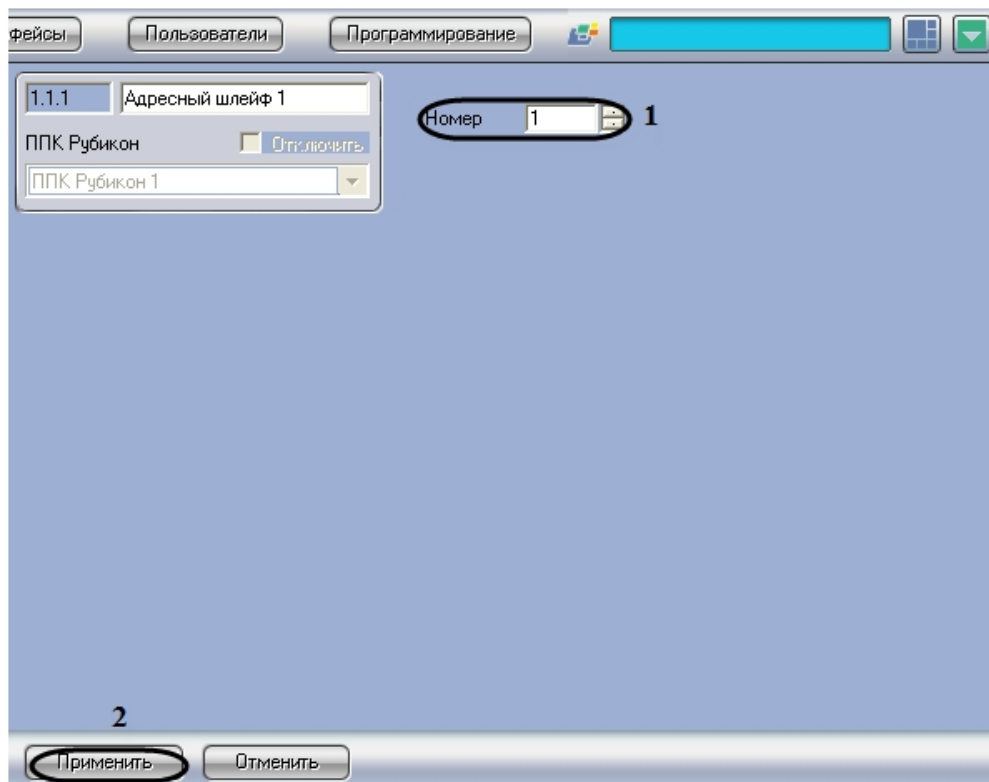 фейсы Пользователи Программирование
1.1.1 Адресный шлейф 1
Номер 1 1
ППК Рубикон Отключить
ППК Рубикон 1
2
Применить Отменить